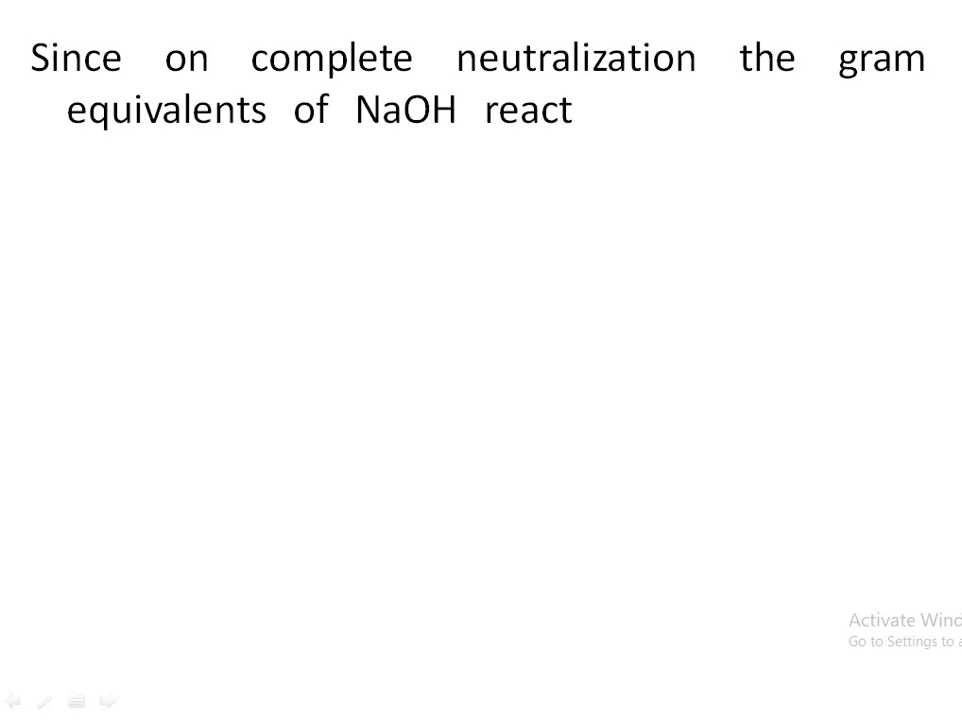 Since on complete neutralization the gram
equivalents of NaOH react
Activate Wind
Go to Settings to a